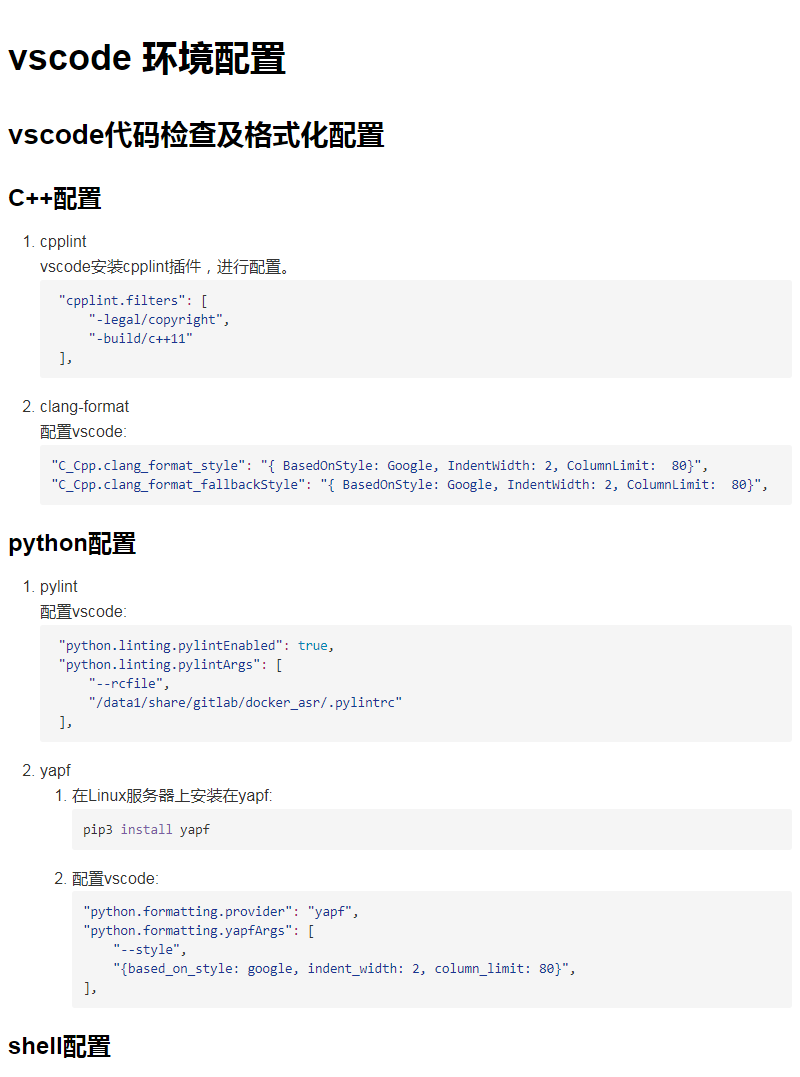 vscode 环境配置
vscode代码检查及格式化配置
C++配置
1. cpplint
vscode安装cpplint插件，进行配置。
"cpplint.filters": [
"-legal/copyright",
"-build/c++11"
],
2. clang-format
配置vscode:
"C_Cpp.clang_format_style": "{ BasedOnStyle: Google, IndentWidth: 2, ColumnLimit:  80}",
"C_Cpp.clang_format_fallbackStyle": "{ BasedOnStyle: Google, IndentWidth: 2, ColumnLimit:  80}",
python配置
1. pylint
配置vscode:
"python.linting.pylintEnabled": true,
"python.linting.pylintArgs": [
"--rcfile",
"/data1/share/gitlab/docker_asr/.pylintrc"
],
2. yapf
1. 在Linux服务器上安装在yapf:
pip3 install yapf
2. 配置vscode:
"python.formatting.provider": "yapf",
"python.formatting.yapfArgs": [
"--style",
"{based_on_style: google, indent_width: 2, column_limit: 80}",
],
shell配置